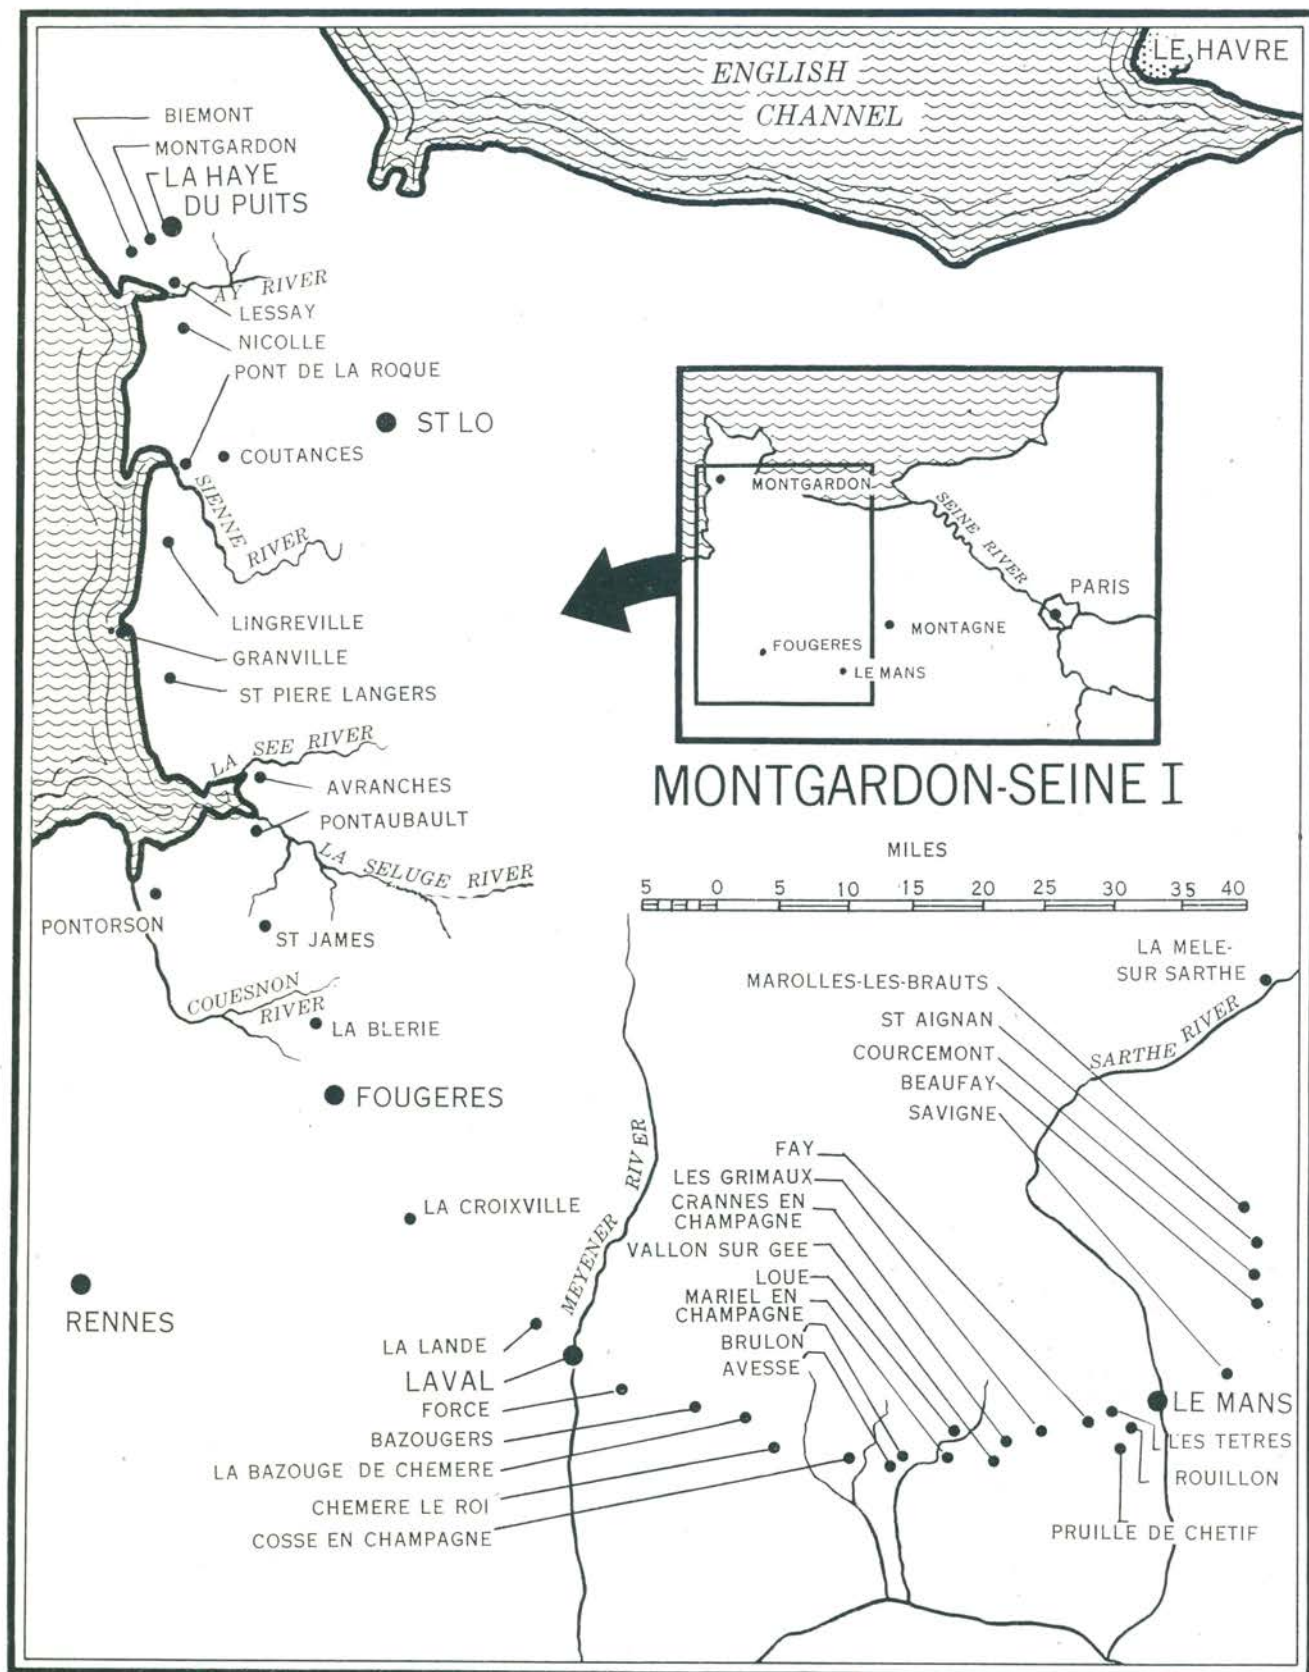 ENGLISH
CHANNEL
LE HAVRE
BIEMONT
MONTGARDON
LA HAYE
DU PUITS
AY RIVER
LESSAY
NICOLLE
PONT DE LA ROQUE
ST LO
COUTANCES
SIENNE
RIVER
LINGREVILLE
GRANVILLE
ST PIERE LANGERS
LA SEE RIVER
AVRANCHES
PONTAUBAULT
LA SELUGE RIVER
PONTORSON
ST JAMES
COUESNON
RIVER
LA BLERIE
FOUGERES
LA CROIXVILLE
RENNES
MONTGARDON
SEINE RIVER
PARIS
MONTAGNE
FOUGERES
LE MANS
MONTGARDON-SEINE I
MILES
5 0 5 10 15 20 25 30 35 40
LA MELE-
SUR SARTHE
MAROLLES-LES-BRAUTS
ST AIGNAN
COURCEMONT
BEAUFAY
SAVIGNE
SARTHE RIVER
MEYENER RIVER
FAY
LES GRIMAUX
CRANNES EN
CHAMPAGNE
VALLON SUR GEE
LOUE
MARIEL EN
CHAMPAGNE
BRULON
AVESSE
LA LANDE
LAVAL
FORCE
BAZOUGERS
LA BAZOUGE DE CHEMERE
CHEMERE LE ROI
COSSE EN CHAMPAGNE
LE MANS
LES TETRES
ROUILLON
PRUILLE DE CHETIF